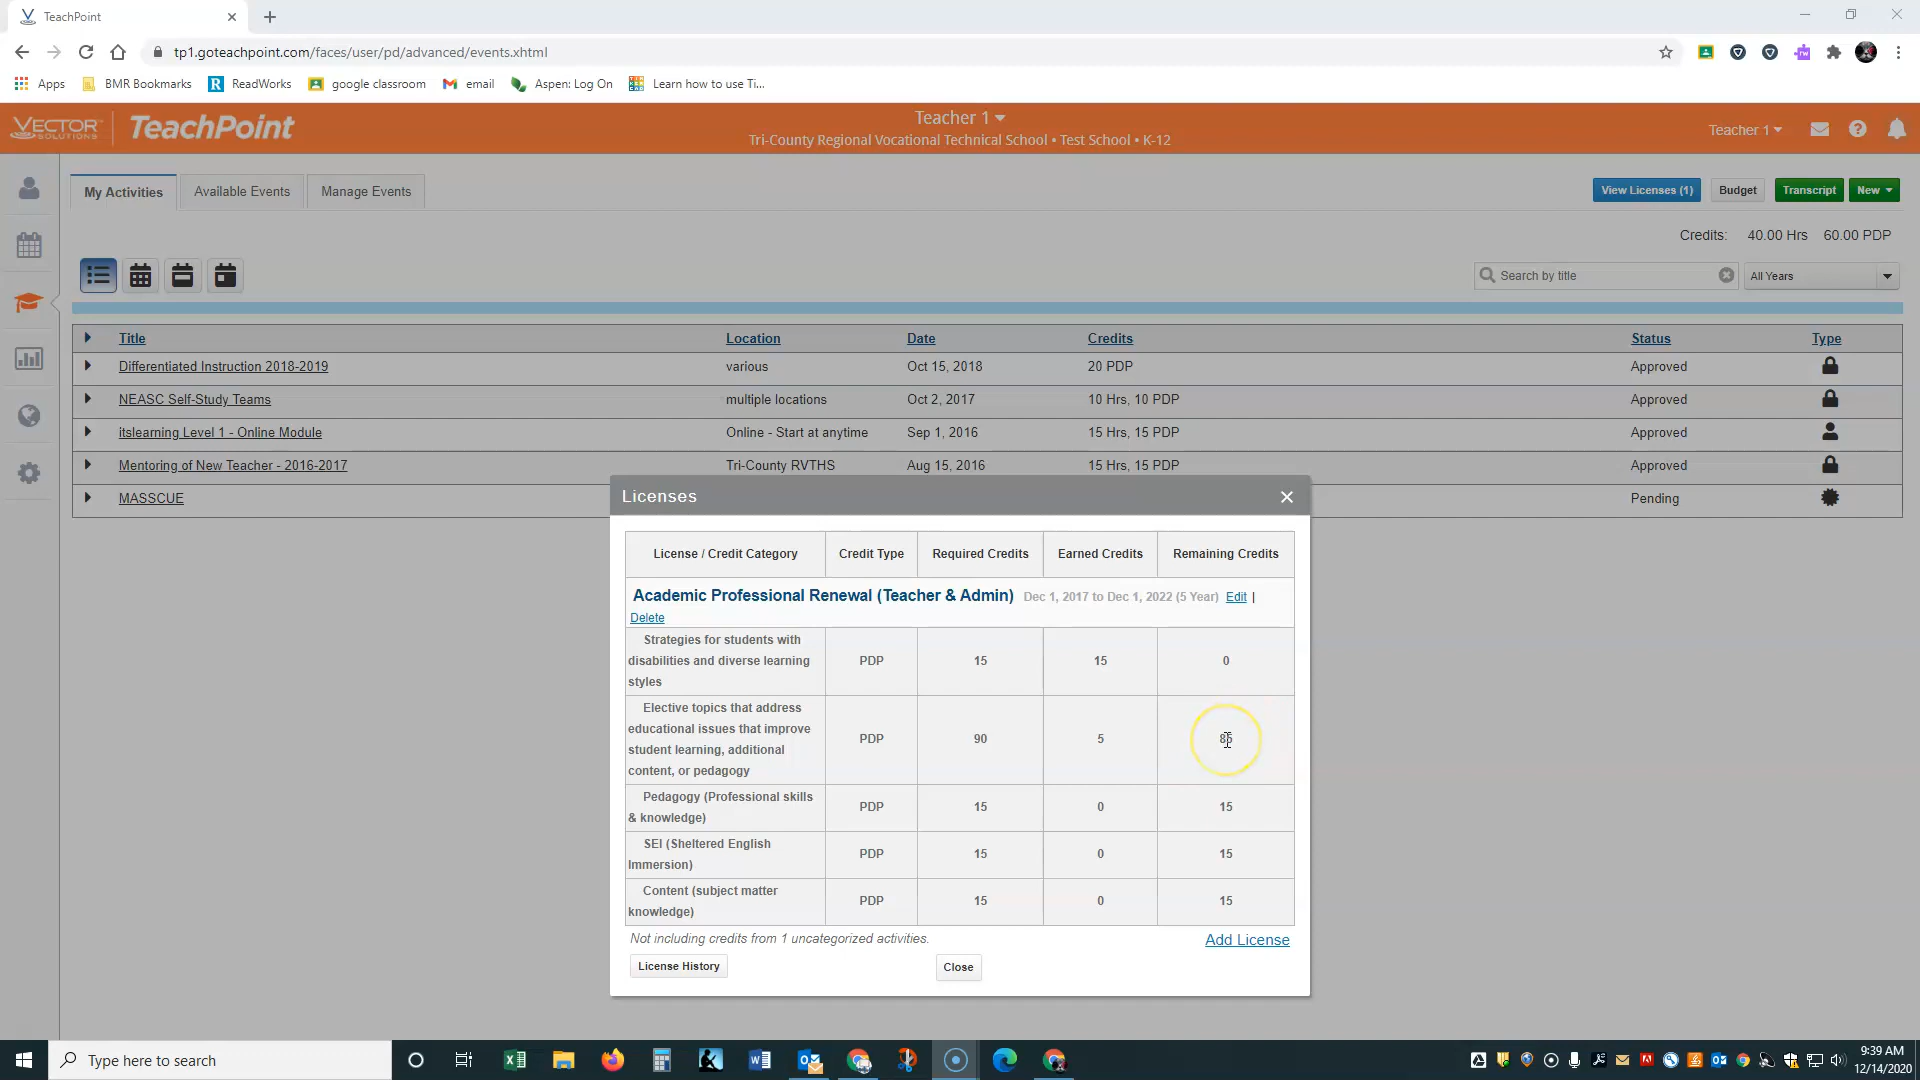 TeachPoint
tp1.goteachpoint.com/faces/user/pd/advanced/events.xhtml
Apps BMR Bookmarks ReadWorks google classroom email Aspen: Log On Learn how to use Ti...
VECTOR SOLUTIONS TEACHPOINT
Teacher 1
Tri-County Regional Vocational Technical School • Test School • K-12
Teacher 1
My Activities Available Events Manage Events View Licenses (1) Budget Transcript New
Credits: 40.00 Hrs 60.00 PDP
Search by title All Years
Title Location Date Credits Status Type
Differentiated Instruction 2018-2019 various Oct 15, 2018 20 PDP Approved
NEASC Self-Study Teams multiple locations Oct 2, 2017 10 Hrs, 10 PDP Approved
itslearning Level 1 - Online Module Online - Start at anytime Sep 1, 2016 15 Hrs, 15 PDP Approved
Mentoring of New Teacher - 2016-2017 Tri-County RVTHS Aug 15, 2016 15 Hrs, 15 PDP Approved
MASSCUE Pending
Licenses
License / Credit Category Credit Type Required Credits Earned Credits Remaining Credits
Academic Professional Renewal (Teacher & Admin) Dec 1, 2017 to Dec 1, 2022 (5 Year) Edit |
Delete
Strategies for students with
disabilities and diverse learning PDP 15 15 0
styles
Elective topics that address
educational issues that improve
student learning, additional PDP 90 5 85
content, or pedagogy
Pedagogy (Professional skills
& knowledge) PDP 15 0 15
SEI (Sheltered English
Immersion) PDP 15 0 15
Content (subject matter
knowledge) PDP 15 0 15
Not including credits from 1 uncategorized activities. Add License
License History Close
Type here to search
9:39 AM
12/14/2020